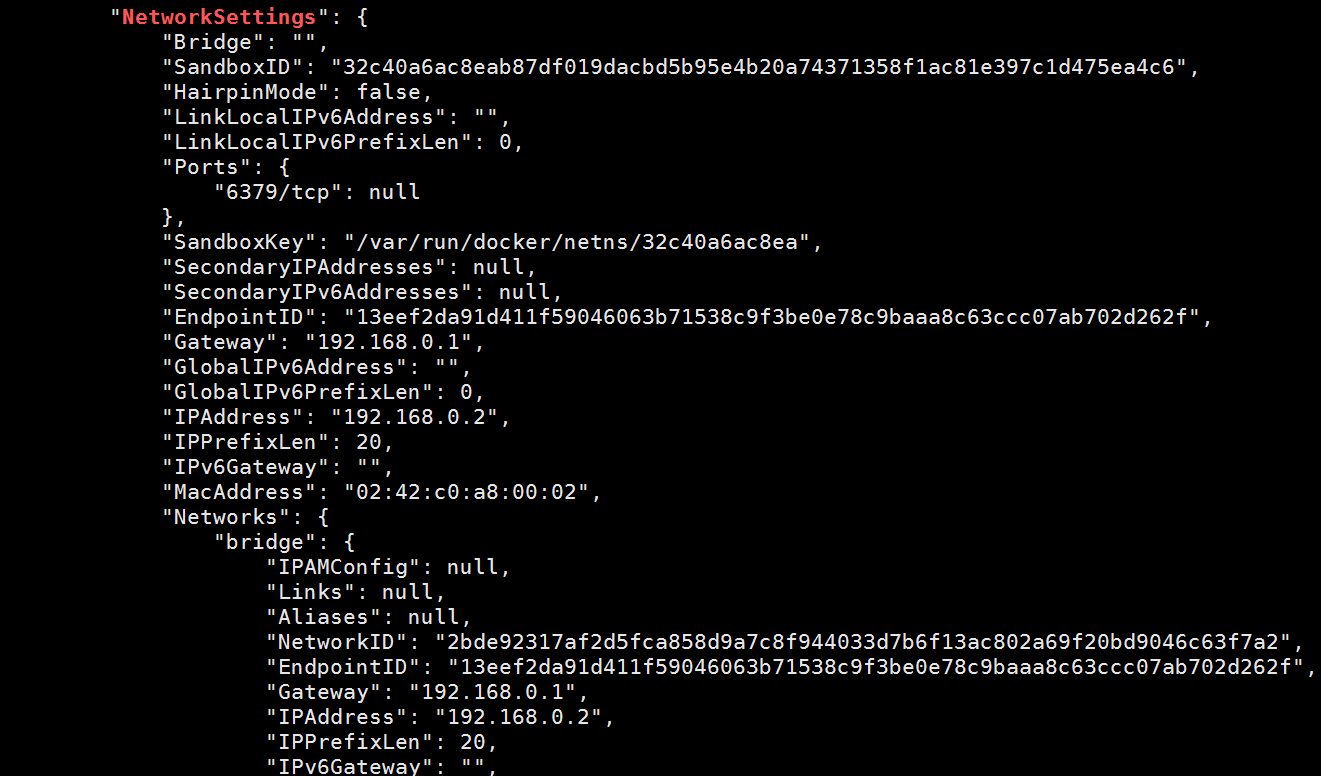 "NetworkSettings": {
"Bridge": "",
"SandboxID": "32c40a6ac8eab87df019dacbd5b95e4b20a74371358f1ac81e397c1d475ea4c6",
"HairpinMode": false,
"LinkLocalIPv6Address": "",
"LinkLocalIPv6PrefixLen": 0,
"Ports": {
"6379/tcp": null
},
"SandboxKey": "/var/run/docker/netns/32c40a6ac8ea",
"SecondaryIPAddresses": null,
"SecondaryIPv6Addresses": null,
"EndpointID": "13eef2da91d411f59046063b71538c9f3be0e78c9baaa8c63ccc07ab702d262f",
"Gateway": "192.168.0.1",
"GlobalIPv6Address": "",
"GlobalIPv6PrefixLen": 0,
"IPAddress": "192.168.0.2",
"IPPrefixLen": 20,
"IPv6Gateway": "",
"MacAddress": "02:42:c0:a8:00:02",
"Networks": {
"bridge": {
"IPAMConfig": null,
"Links": null,
"Aliases": null,
"NetworkID": "2bde92317af2d5fca858d9a7c8f944033d7b6f13ac802a69f20bd9046c63f7a2",
"EndpointID": "13eef2da91d411f59046063b71538c9f3be0e78c9baaa8c63ccc07ab702d262f",
"Gateway": "192.168.0.1",
"IPAddress": "192.168.0.2",
"IPPrefixLen": 20,
"IPv6Gateway": "",